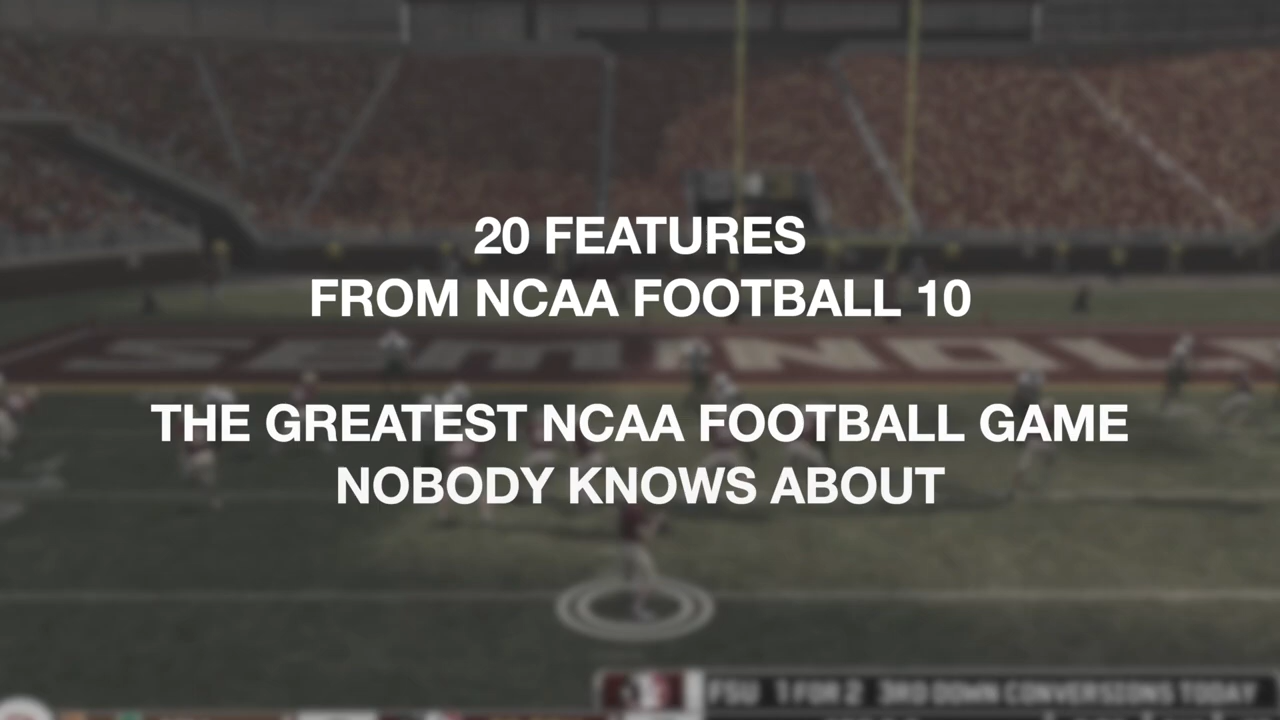 20 FEATURES
FROM NCAA FOOTBALL 10
THE GREATEST NCAA FOOTBALL GAME
NOBODY KNOWS ABOUT
SEMINOL
FSU 1 FOR 2 3RD DOWN CONVERSIONS TODAY